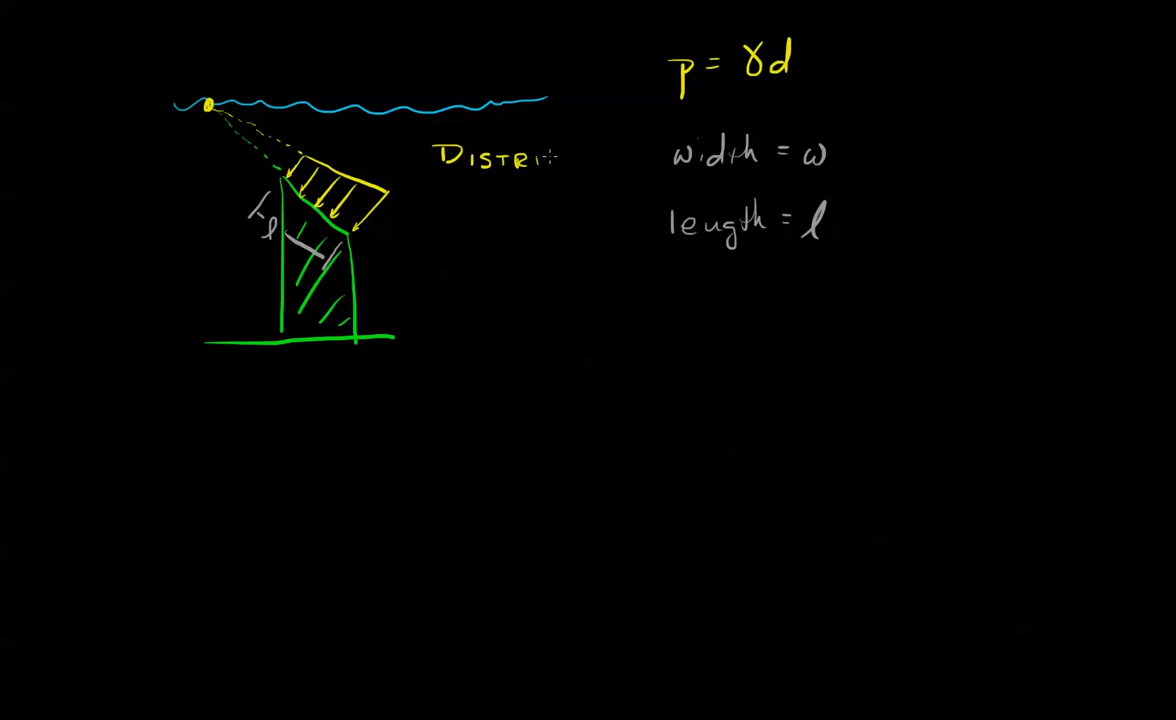 p = γd
DISTRI
width = ω
length = l
l